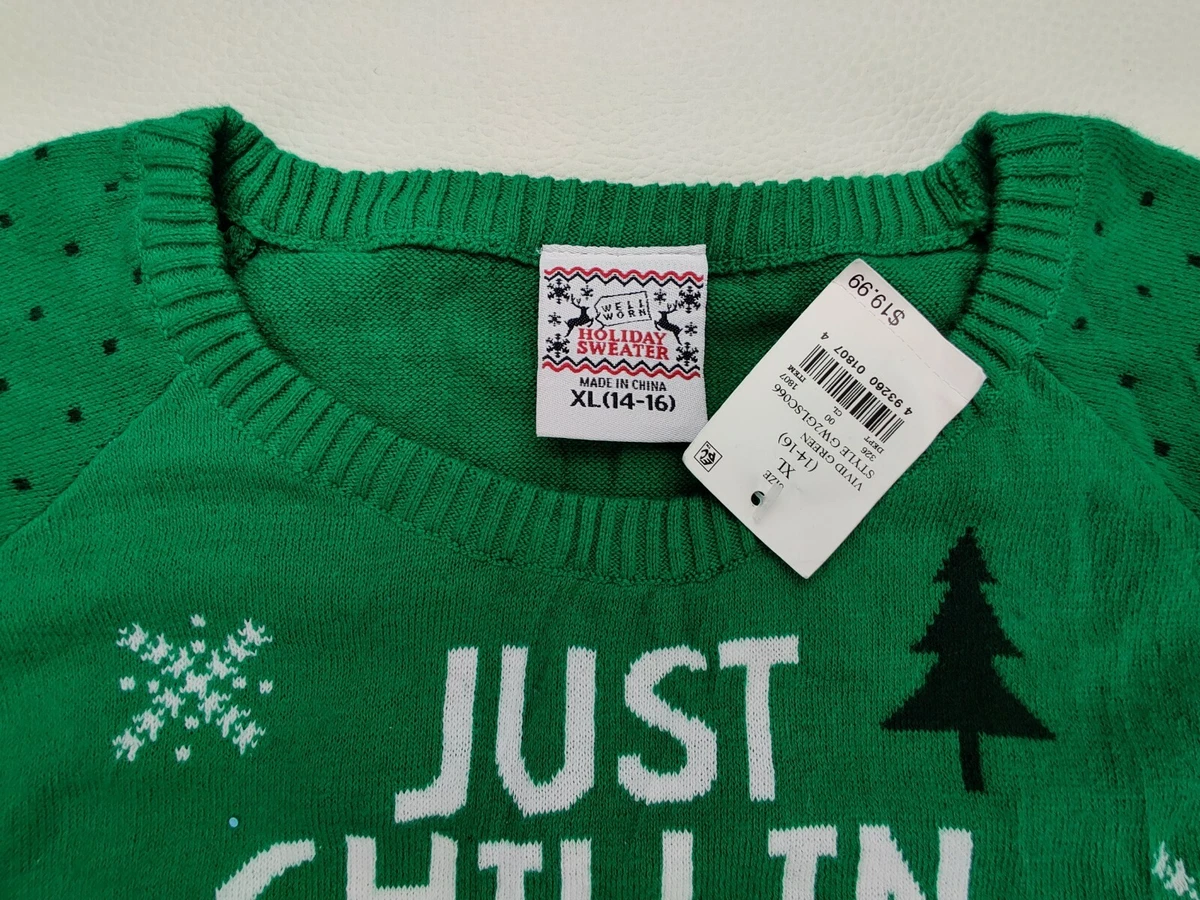 WELL
WORN
HOLIDAY
SWEATER
MADE IN CHINA
XL(14-16)
$19.99
4 93260 01807 4
ITEM CL DEPT
1807 00 326
STYLE GW2GLSC066
VIVID GREEN
(14-16)
XL
JUST
CHILLIN